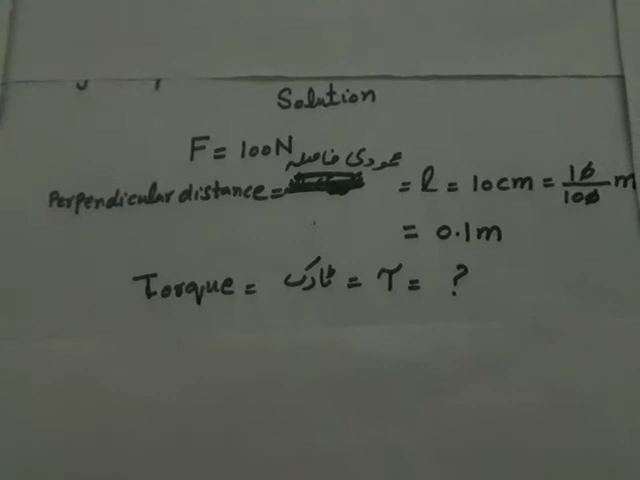 Solution
F = 100N
Perpendicular distance = عمودی فاصلہ = l = 10cm = 10/100 m
= 0.1m
Torque = ٹارک = τ = ?